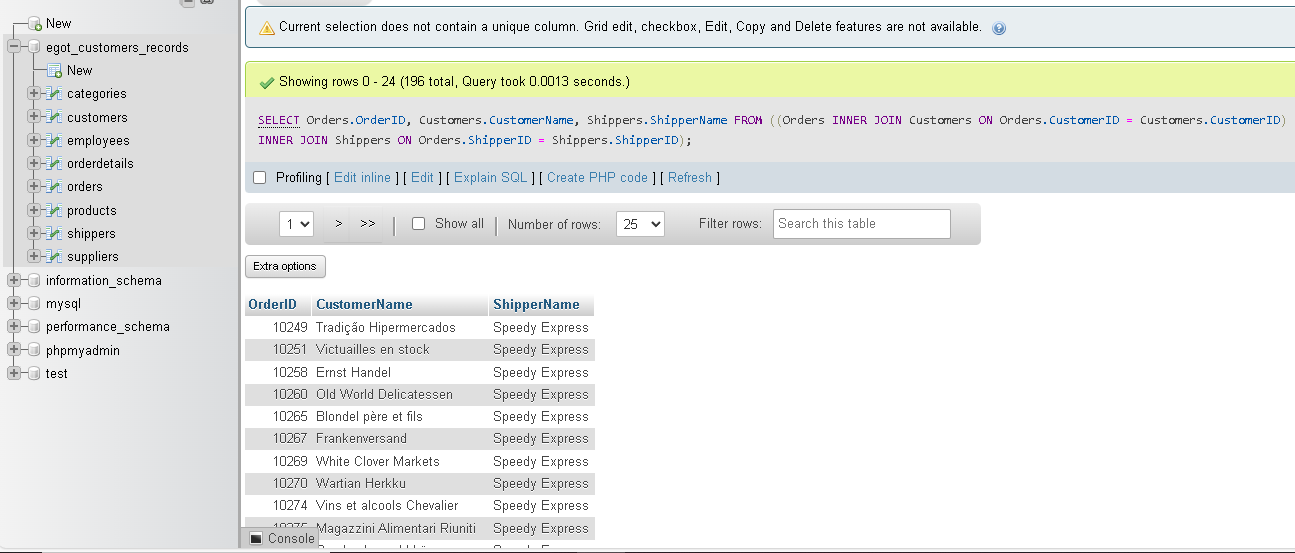 New
egot_customers_records
New
categories
customers
employees
orderdetails
orders
products
shippers
suppliers
information_schema
mysql
performance_schema
phpmyadmin
test
Current selection does not contain a unique column. Grid edit, checkbox, Edit, Copy and Delete features are not available.
Showing rows 0 - 24 (196 total, Query took 0.0013 seconds.)
SELECT Orders.OrderID, Customers.CustomerName, Shippers.ShipperName FROM ((Orders INNER JOIN Customers ON Orders.CustomerID = Customers.CustomerID)
INNER JOIN Shippers ON Orders.ShipperID = Shippers.ShipperID);
Profiling [ Edit inline ] [ Edit ] [ Explain SQL ] [ Create PHP code ] [ Refresh ]
1 > >> | Show all | Number of rows: 25 Filter rows: Search this table
Extra options
OrderID CustomerName ShipperName
10249 Tradição Hipermercados Speedy Express
10251 Victuailles en stock Speedy Express
10258 Ernst Handel Speedy Express
10260 Old World Delicatessen Speedy Express
10265 Blondel père et fils Speedy Express
10267 Frankenversand Speedy Express
10269 White Clover Markets Speedy Express
10270 Wartian Herkku Speedy Express
10274 Vins et alcools Chevalier Speedy Express
10275 Magazzini Alimentari Riuniti Speedy Express
Console